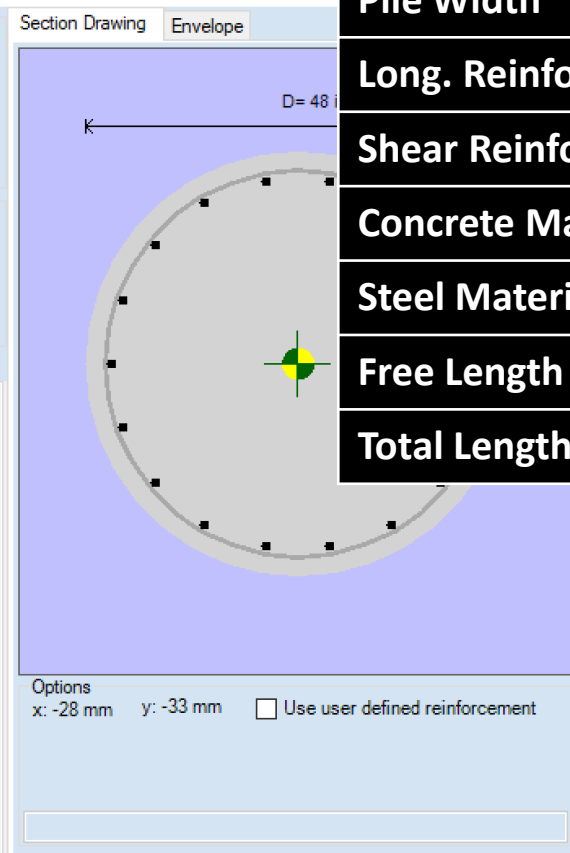 Pile Width
Section Drawing Envelope
D= 48
Long. Reinfo
Shear Reinfo
Concrete Ma
Steel Materi
Free Length
Total Length
Options
x: -28 mm y: -33 mm Use user defined reinforcement